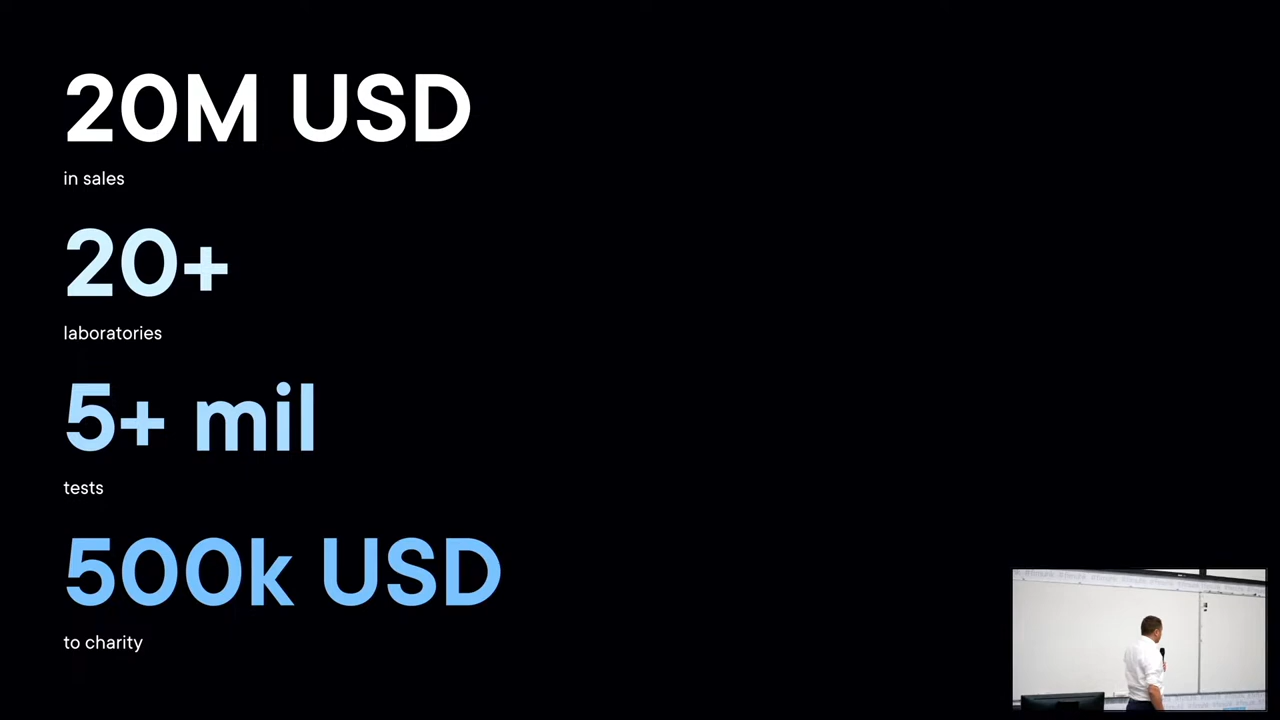 20M USD
in sales
20+
laboratories
5+ mil
tests
500k USD
to charity